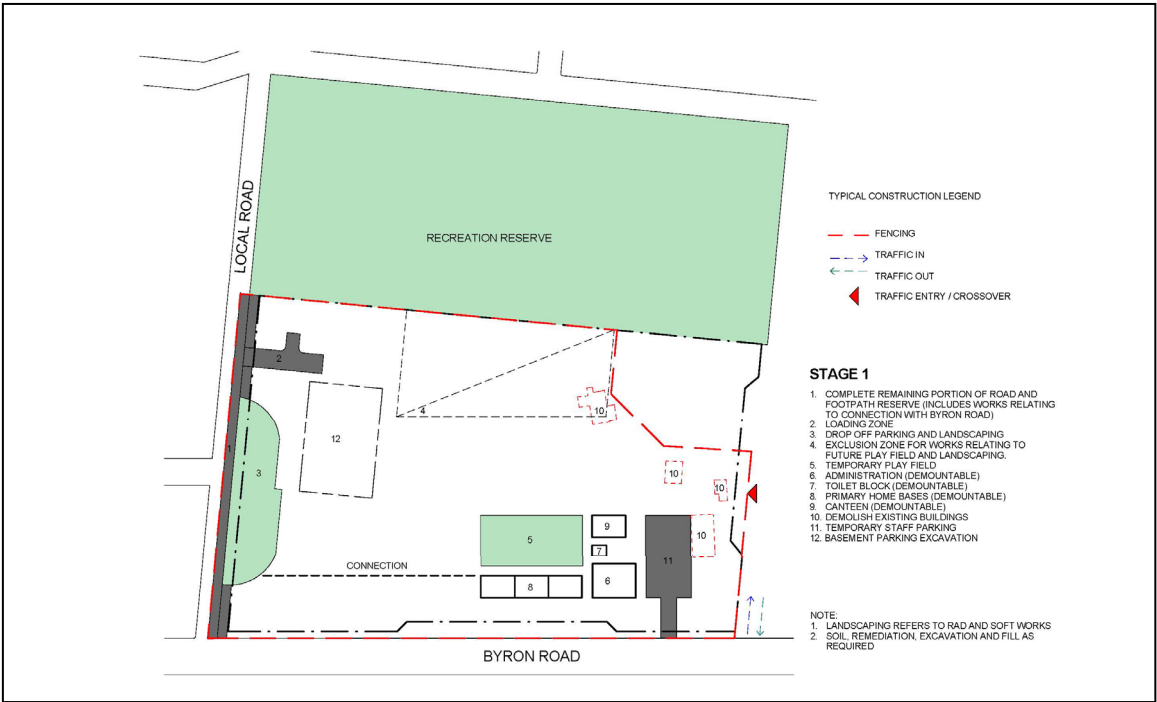 LOCAL ROAD
RECREATION RESERVE
1
2
3
4
12
10
10
10
10
5
9
7
6
8
11
CONNECTION
BYRON ROAD
TYPICAL CONSTRUCTION LEGEND
FENCING
TRAFFIC IN
TRAFFIC OUT
TRAFFIC ENTRY / CROSSOVER
STAGE 1
1. COMPLETE REMAINING PORTION OF ROAD AND
FOOTPATH RESERVE (INCLUDES WORKS RELATING
TO CONNECTION WITH BYRON ROAD)
2. LOADING ZONE
3. DROP OFF PARKING AND LANDSCAPING
4. EXCLUSION ZONE FOR WORKS RELATING TO
FUTURE PLAY FIELD AND LANDSCAPING.
5. TEMPORARY PLAY FIELD
6. ADMINISTRATION (DEMOUNTABLE)
7. TOILET BLOCK (DEMOUNTABLE)
8. PRIMARY HOME BASES (DEMOUNTABLE)
9. CANTEEN (DEMOUNTABLE)
10. DEMOLISH EXISTING BUILDINGS
11. TEMPORARY STAFF PARKING
12. BASEMENT PARKING EXCAVATION
NOTE:
1. LANDSCAPING REFERS TO RAD AND SOFT WORKS
2. SOIL, REMEDIATION, EXCAVATION AND FILL AS
REQUIRED